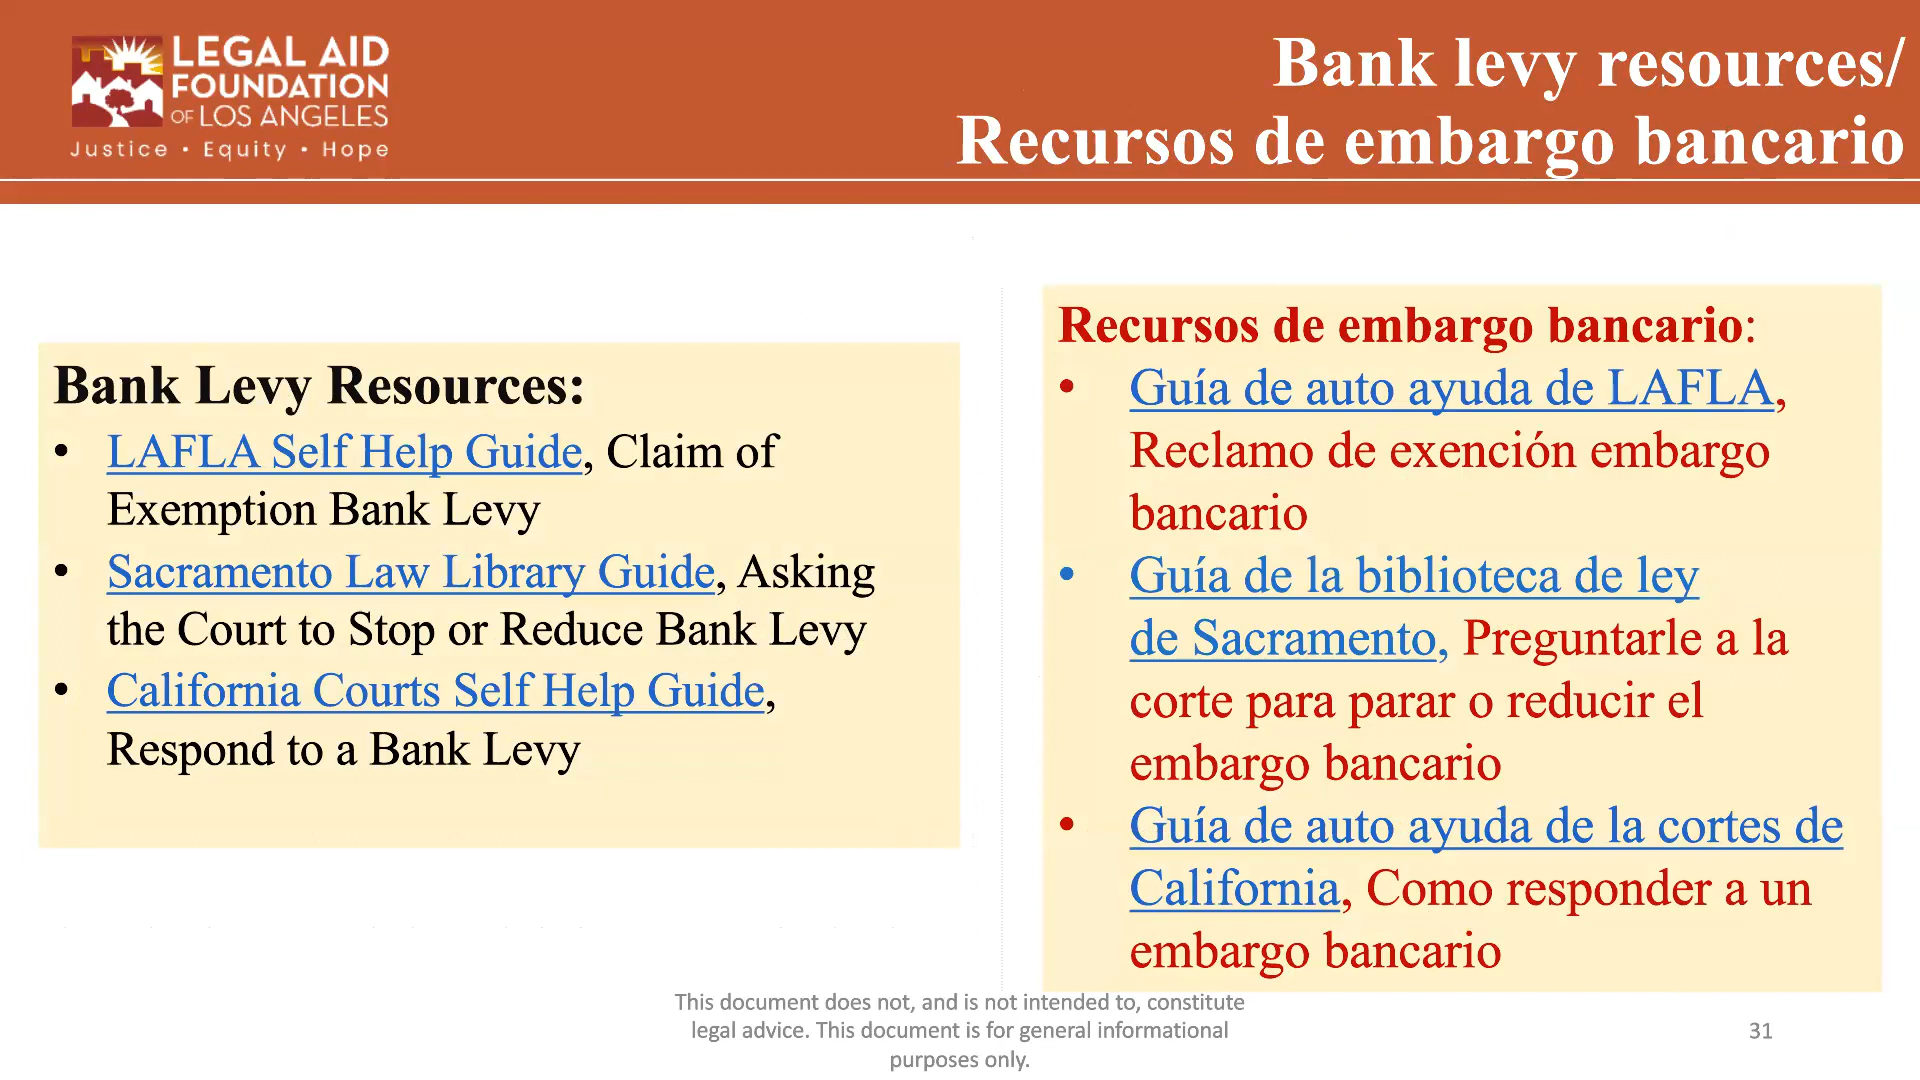 LEGAL AID
FOUNDATION
OF LOS ANGELES
Justice • Equity • Hope
Bank levy resources/
Recursos de embargo bancario
Bank Levy Resources:
• LAFLA Self Help Guide, Claim of
Exemption Bank Levy
• Sacramento Law Library Guide, Asking
the Court to Stop or Reduce Bank Levy
• California Courts Self Help Guide,
Respond to a Bank Levy
Recursos de embargo bancario:
• Guía de auto ayuda de LAFLA,
Reclamo de exención embargo
bancario
• Guía de la biblioteca de ley
de Sacramento, Preguntarle a la
corte para parar o reducir el
embargo bancario
• Guía de auto ayuda de la cortes de
California, Como responder a un
embargo bancario
This document does not, and is not intended to, constitute
legal advice. This document is for general informational
purposes only.
31